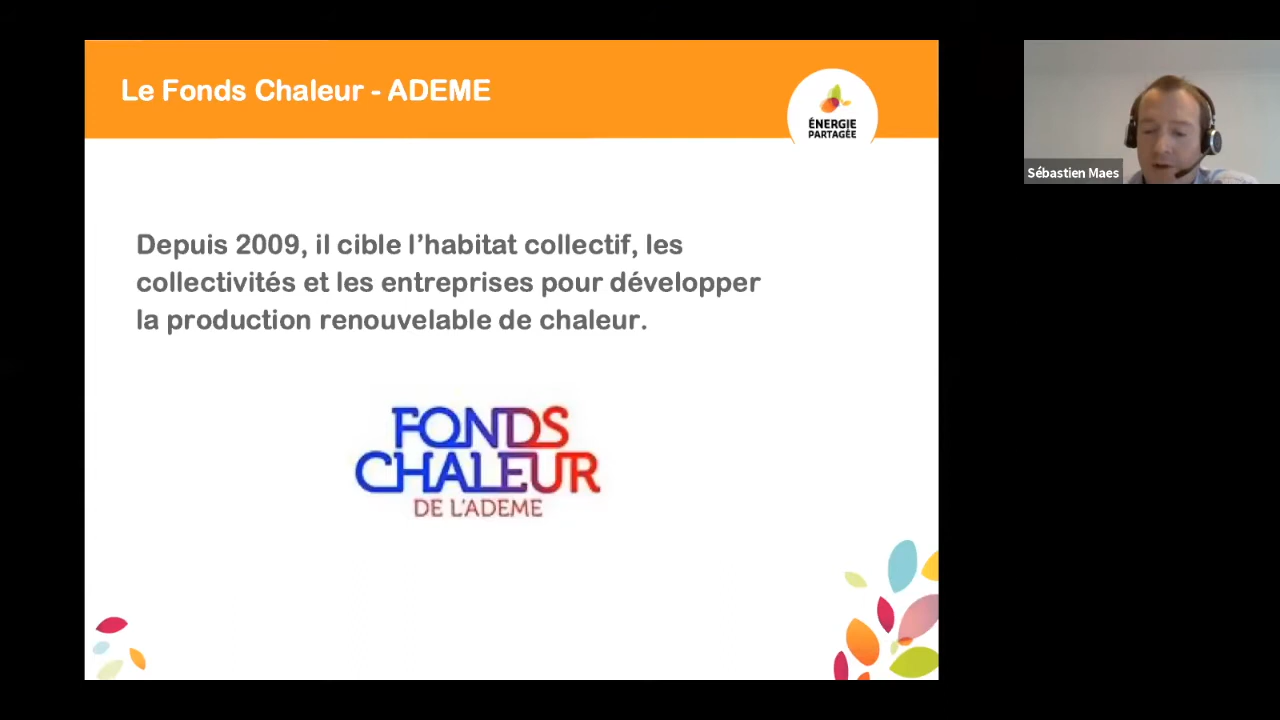 Le Fonds Chaleur - ADEME
ÉNERGIE
PARTAGÉE
Sébastien Maes
Depuis 2009, il cible l’habitat collectif, les
collectivités et les entreprises pour développer
la production renouvelable de chaleur.
FONDS
CHALEUR
DE L'ADEME